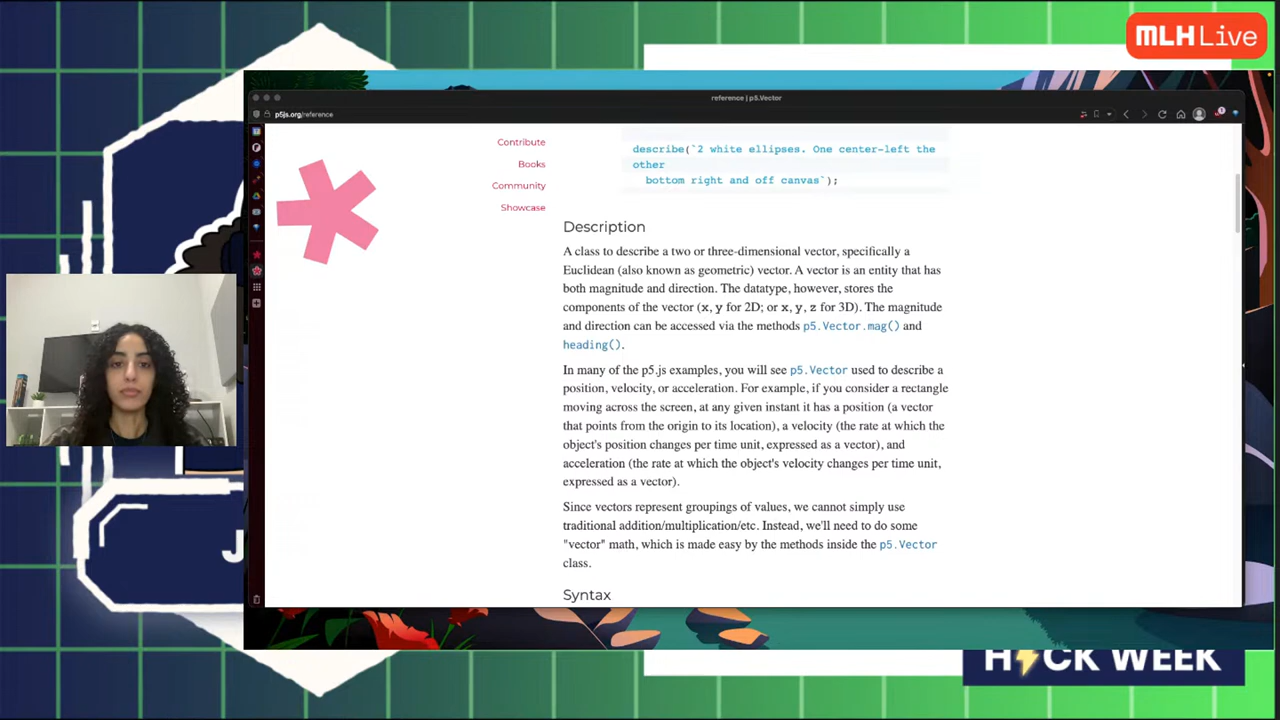 MLH Live
reference | p5.Vector
p5js.org/reference
Contribute
Books
Community
Showcase
describe(`2 white ellipses. One center-left the
other
bottom right and off canvas`);
Description
A class to describe a two or three-dimensional vector, specifically a
Euclidean (also known as geometric) vector. A vector is an entity that has
both magnitude and direction. The datatype, however, stores the
components of the vector (x, y for 2D; or x, y, z for 3D). The magnitude
and direction can be accessed via the methods p5.Vector.mag() and
heading().
In many of the p5.js examples, you will see p5.Vector used to describe a
position, velocity, or acceleration. For example, if you consider a rectangle
moving across the screen, at any given instant it has a position (a vector
that points from the origin to its location), a velocity (the rate at which the
object's position changes per time unit, expressed as a vector), and
acceleration (the rate at which the object's velocity changes per time unit,
expressed as a vector).
Since vectors represent groupings of values, we cannot simply use
traditional addition/multiplication/etc. Instead, we'll need to do some
"vector" math, which is made easy by the methods inside the p5.Vector
class.
Syntax
J
H⚡CK WEEK